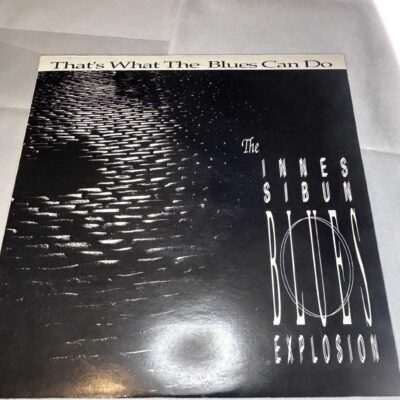 That's What The Blues Can Do
The
INNES
SIBUN
BLUES
EXPLOSION